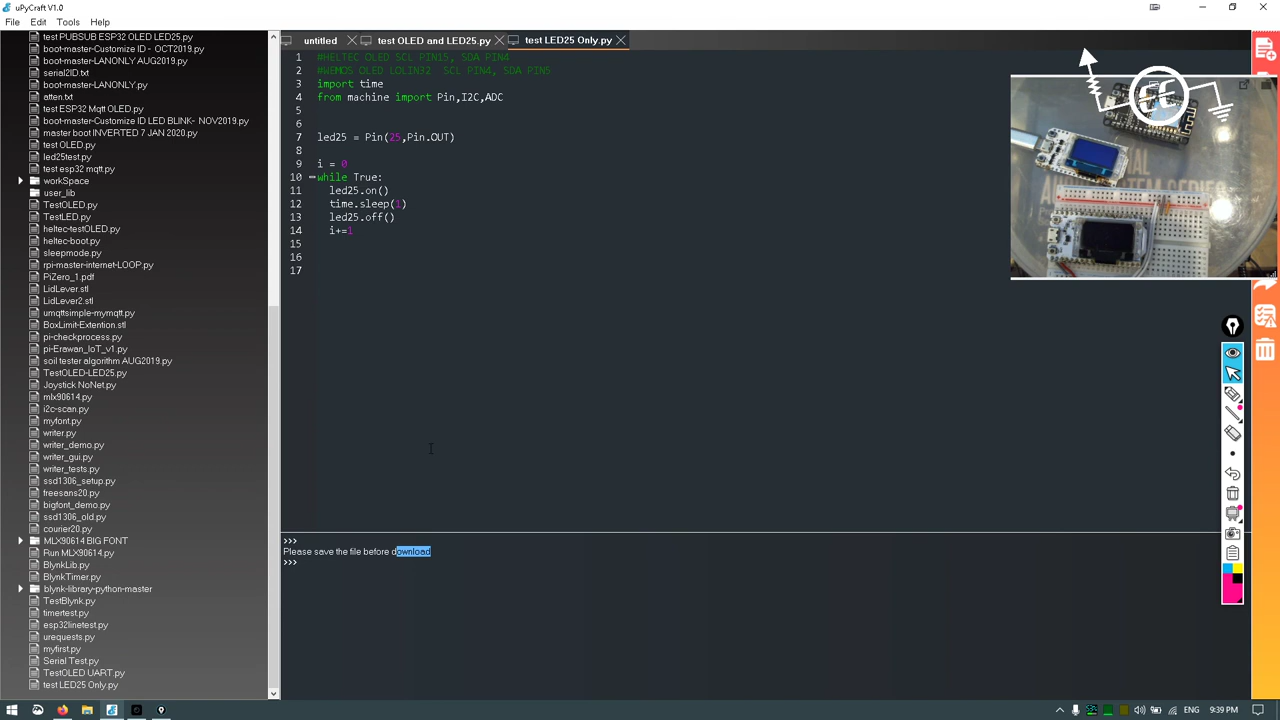 uPyCraft V1.0
File Edit Tools Help
test PUBSUB ESP32 OLED LED25.py
boot-master-Customize ID - OCT2019.py
boot-master-LANONLY AUG2019.py
serial2ID.txt
boot-master-LANONLY.py
atten.txt
test ESP32 Mqtt OLED.py
boot-master-Customize ID LED BLINK- NOV2019.py
master boot INVERTED 7 JAN 2020.py
test OLED.py
led25test.py
test esp32 mqtt.py
workSpace
user_lib
TestOLED.py
TestLED.py
heltec-testOLED.py
heltec-boot.py
sleepmode.py
rpi-master-internet-LOOP.py
PiZero_1.pdf
LidLever.stl
LidLever2.stl
umqttsimple-mymqtt.py
BoxLimit-Extention.stl
pi-checkprocess.py
pi-Erawan_IoT_v1.py
soil tester algorithm AUG2019.py
TestOLED-LED25.py
Joystick NoNet.py
mlx90614.py
i2c-scan.py
myfont.py
writer.py
writer_demo.py
writer_gui.py
writer_tests.py
ssd1306_setup.py
freesans20.py
bigfont_demo.py
ssd1306_old.py
courier20.py
MLX90614 BIG FONT
Run MLX90614.py
BlynkLib.py
BlynkTimer.py
blynk-library-python-master
TestBlynk.py
timertest.py
esp32linetest.py
urequests.py
myfirst.py
Serial Test.py
TestOLED UART.py
test LED25 Only.py
untitled test OLED and LED25.py test LED25 Only.py
1 #HELTEC OLED SCL PIN15, SDA PIN4
2 #WEMOS OLED LOLIN32 SCL PIN4, SDA PIN5
3 import time
4 from machine import Pin,I2C,ADC
5
6
7 led25 = Pin(25,Pin.OUT)
8
9 i = 0
10 while True:
11 led25.on()
12 time.sleep(1)
13 led25.off()
14 i+=1
15
16
17
>>>
Please save the file before download
>>>
ENG 9:39 PM